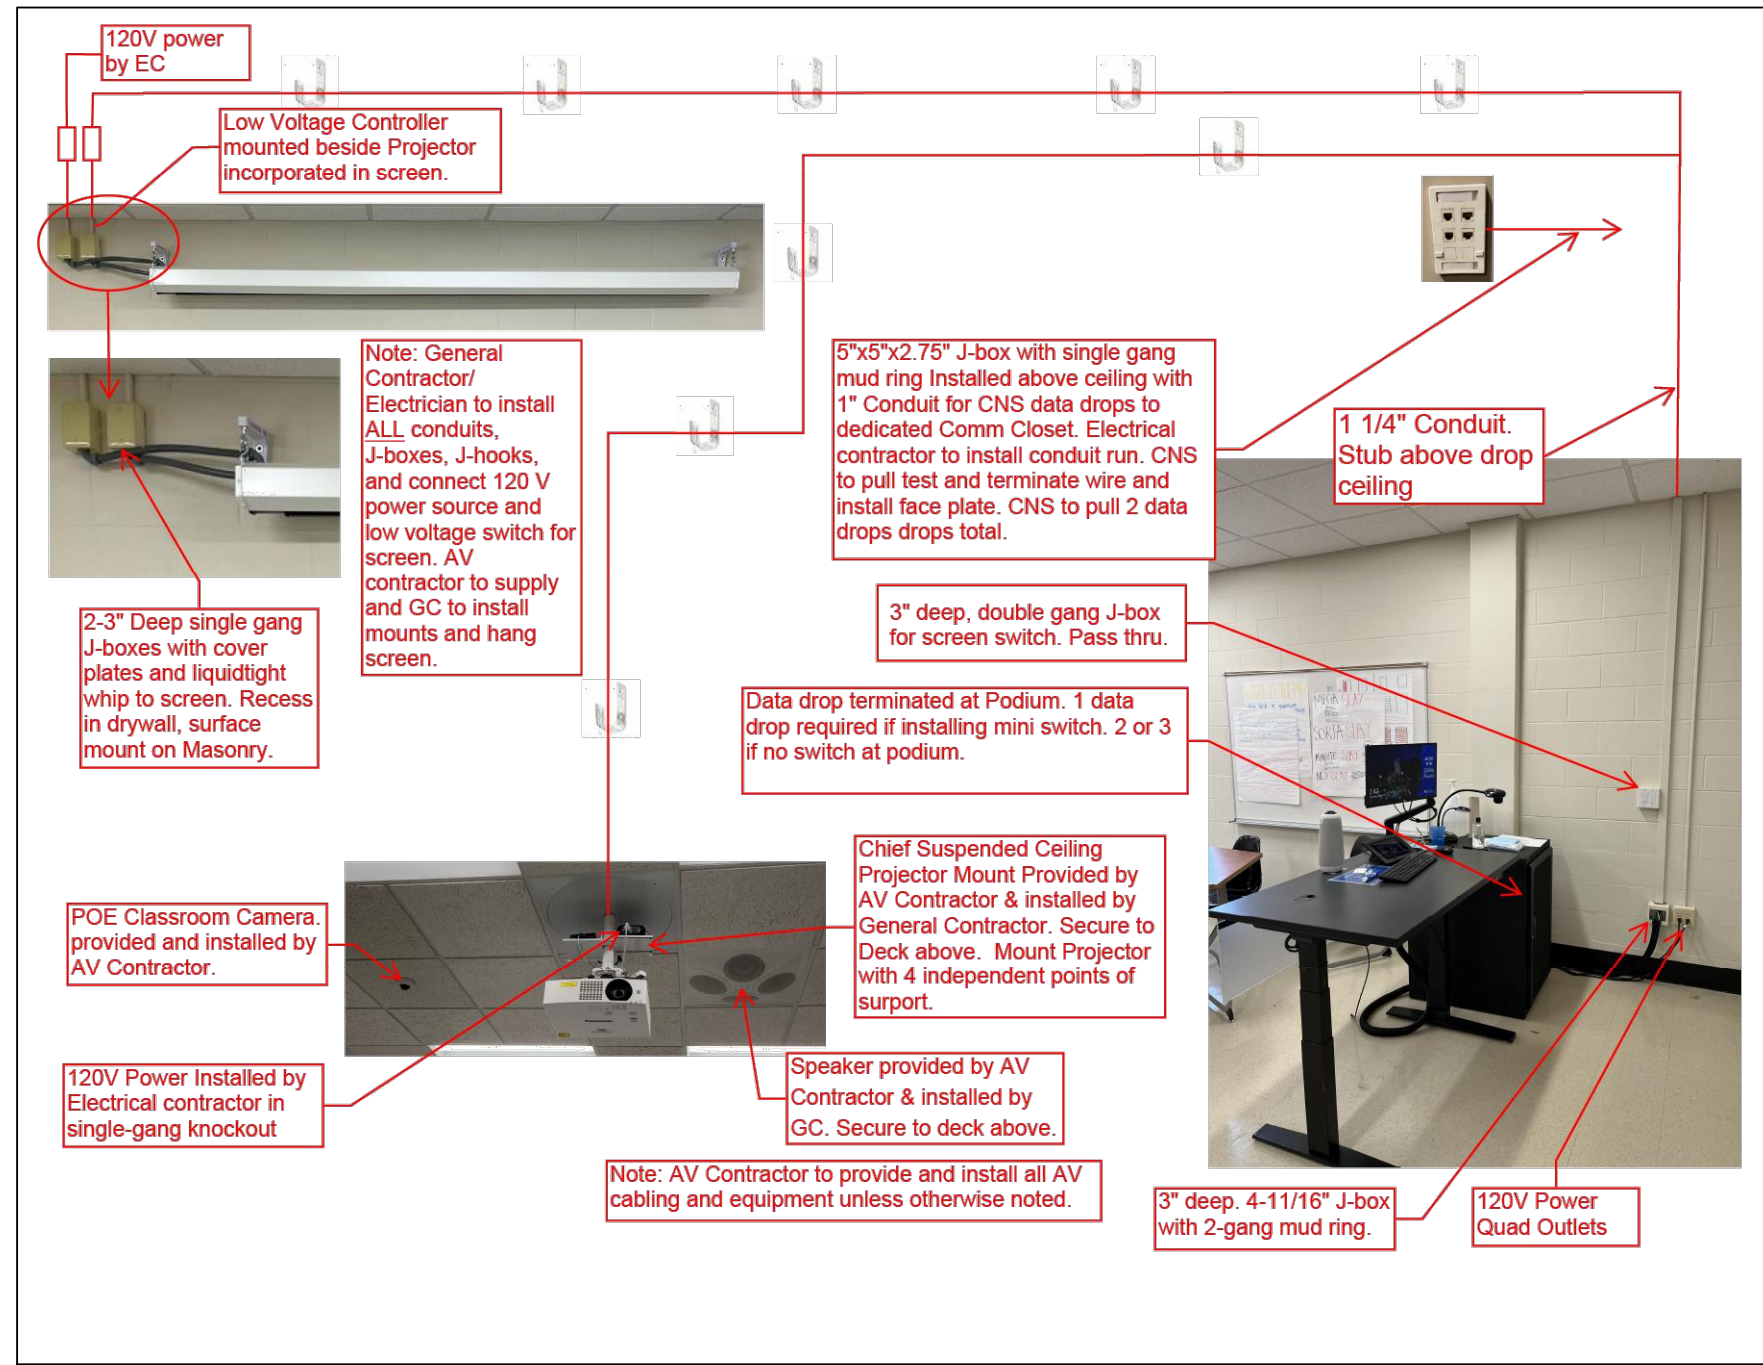 120V power
by EC
Low Voltage Controller
mounted beside Projector
incorporated in screen.
Note: General
Contractor/
Electrician to install
ALL conduits,
J-boxes, J-hooks,
and connect 120 V
power source and
low voltage switch for
screen. AV
contractor to supply
and GC to install
mounts and hang
screen.
5"x5"x2.75" J-box with single gang
mud ring Installed above ceiling with
1" Conduit for CNS data drops to
dedicated Comm Closet. Electrical
contractor to install conduit run. CNS
to pull test and terminate wire and
install face plate. CNS to pull 2 data
drops drops total.
1 1/4" Conduit.
Stub above drop
ceiling
2-3" Deep single gang
J-boxes with cover
plates and liquidtight
whip to screen. Recess
in drywall, surface
mount on Masonry.
3" deep, double gang J-box
for screen switch. Pass thru.
Data drop terminated at Podium. 1 data
drop required if installing mini switch. 2 or 3
if no switch at podium.
MEGA SLAY
SORTA SLAY
MINUTE SLAY
NO SLAY
Chief Suspended Ceiling
Projector Mount Provided by
AV Contractor & installed by
General Contractor. Secure to
Deck above. Mount Projector
with 4 independent points of
surport.
POE Classroom Camera.
provided and installed by
AV Contractor.
Panasonic
120V Power Installed by
Electrical contractor in
single-gang knockout
Speaker provided by AV
Contractor & installed by
GC. Secure to deck above.
Note: AV Contractor to provide and install all AV
cabling and equipment unless otherwise noted.
3" deep. 4-11/16" J-box
with 2-gang mud ring.
120V Power
Quad Outlets